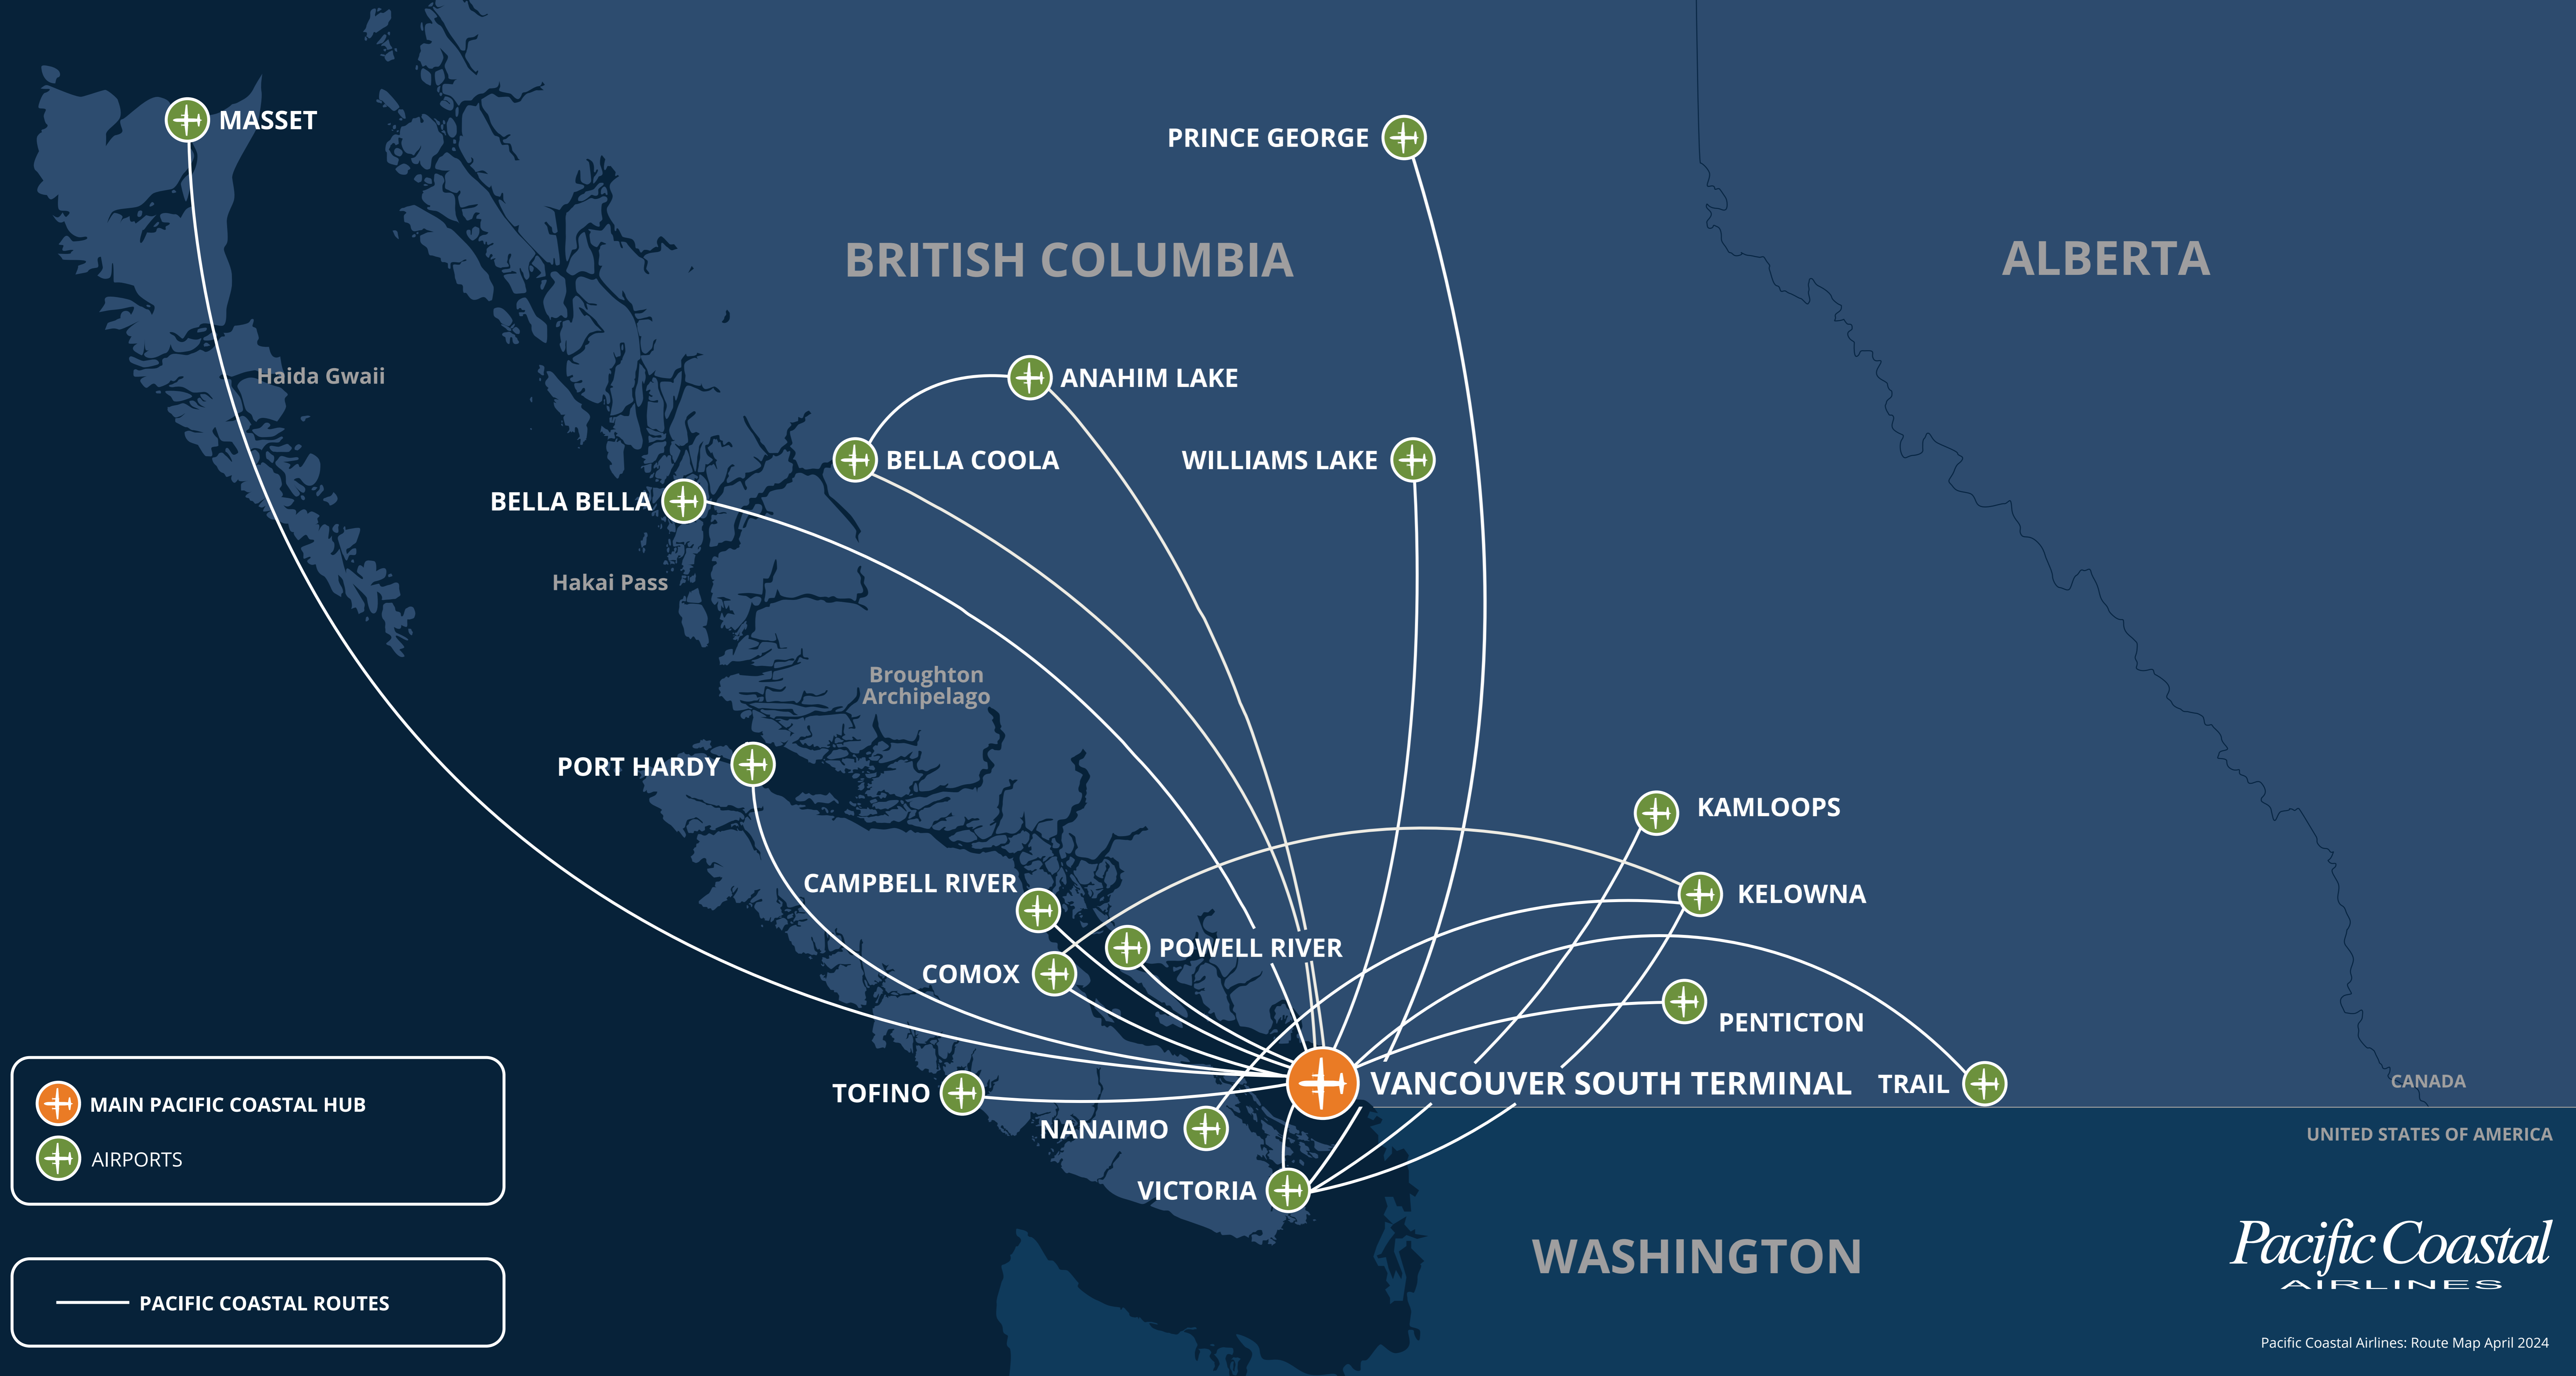 MASSET
PRINCE GEORGE
BRITISH COLUMBIA
ALBERTA
Haida Gwaii
ANAHIM LAKE
BELLA COOLA
WILLIAMS LAKE
BELLA BELLA
Hakai Pass
Broughton
Archipelago
PORT HARDY
KAMLOOPS
CAMPBELL RIVER
KELOWNA
POWELL RIVER
COMOX
PENTICTON
VANCOUVER SOUTH TERMINAL
TRAIL
CANADA
TOFINO
NANAIMO
UNITED STATES OF AMERICA
VICTORIA
WASHINGTON
MAIN PACIFIC COASTAL HUB
AIRPORTS
PACIFIC COASTAL ROUTES
Pacific Coastal
AIRLINES
Pacific Coastal Airlines: Route Map April 2024